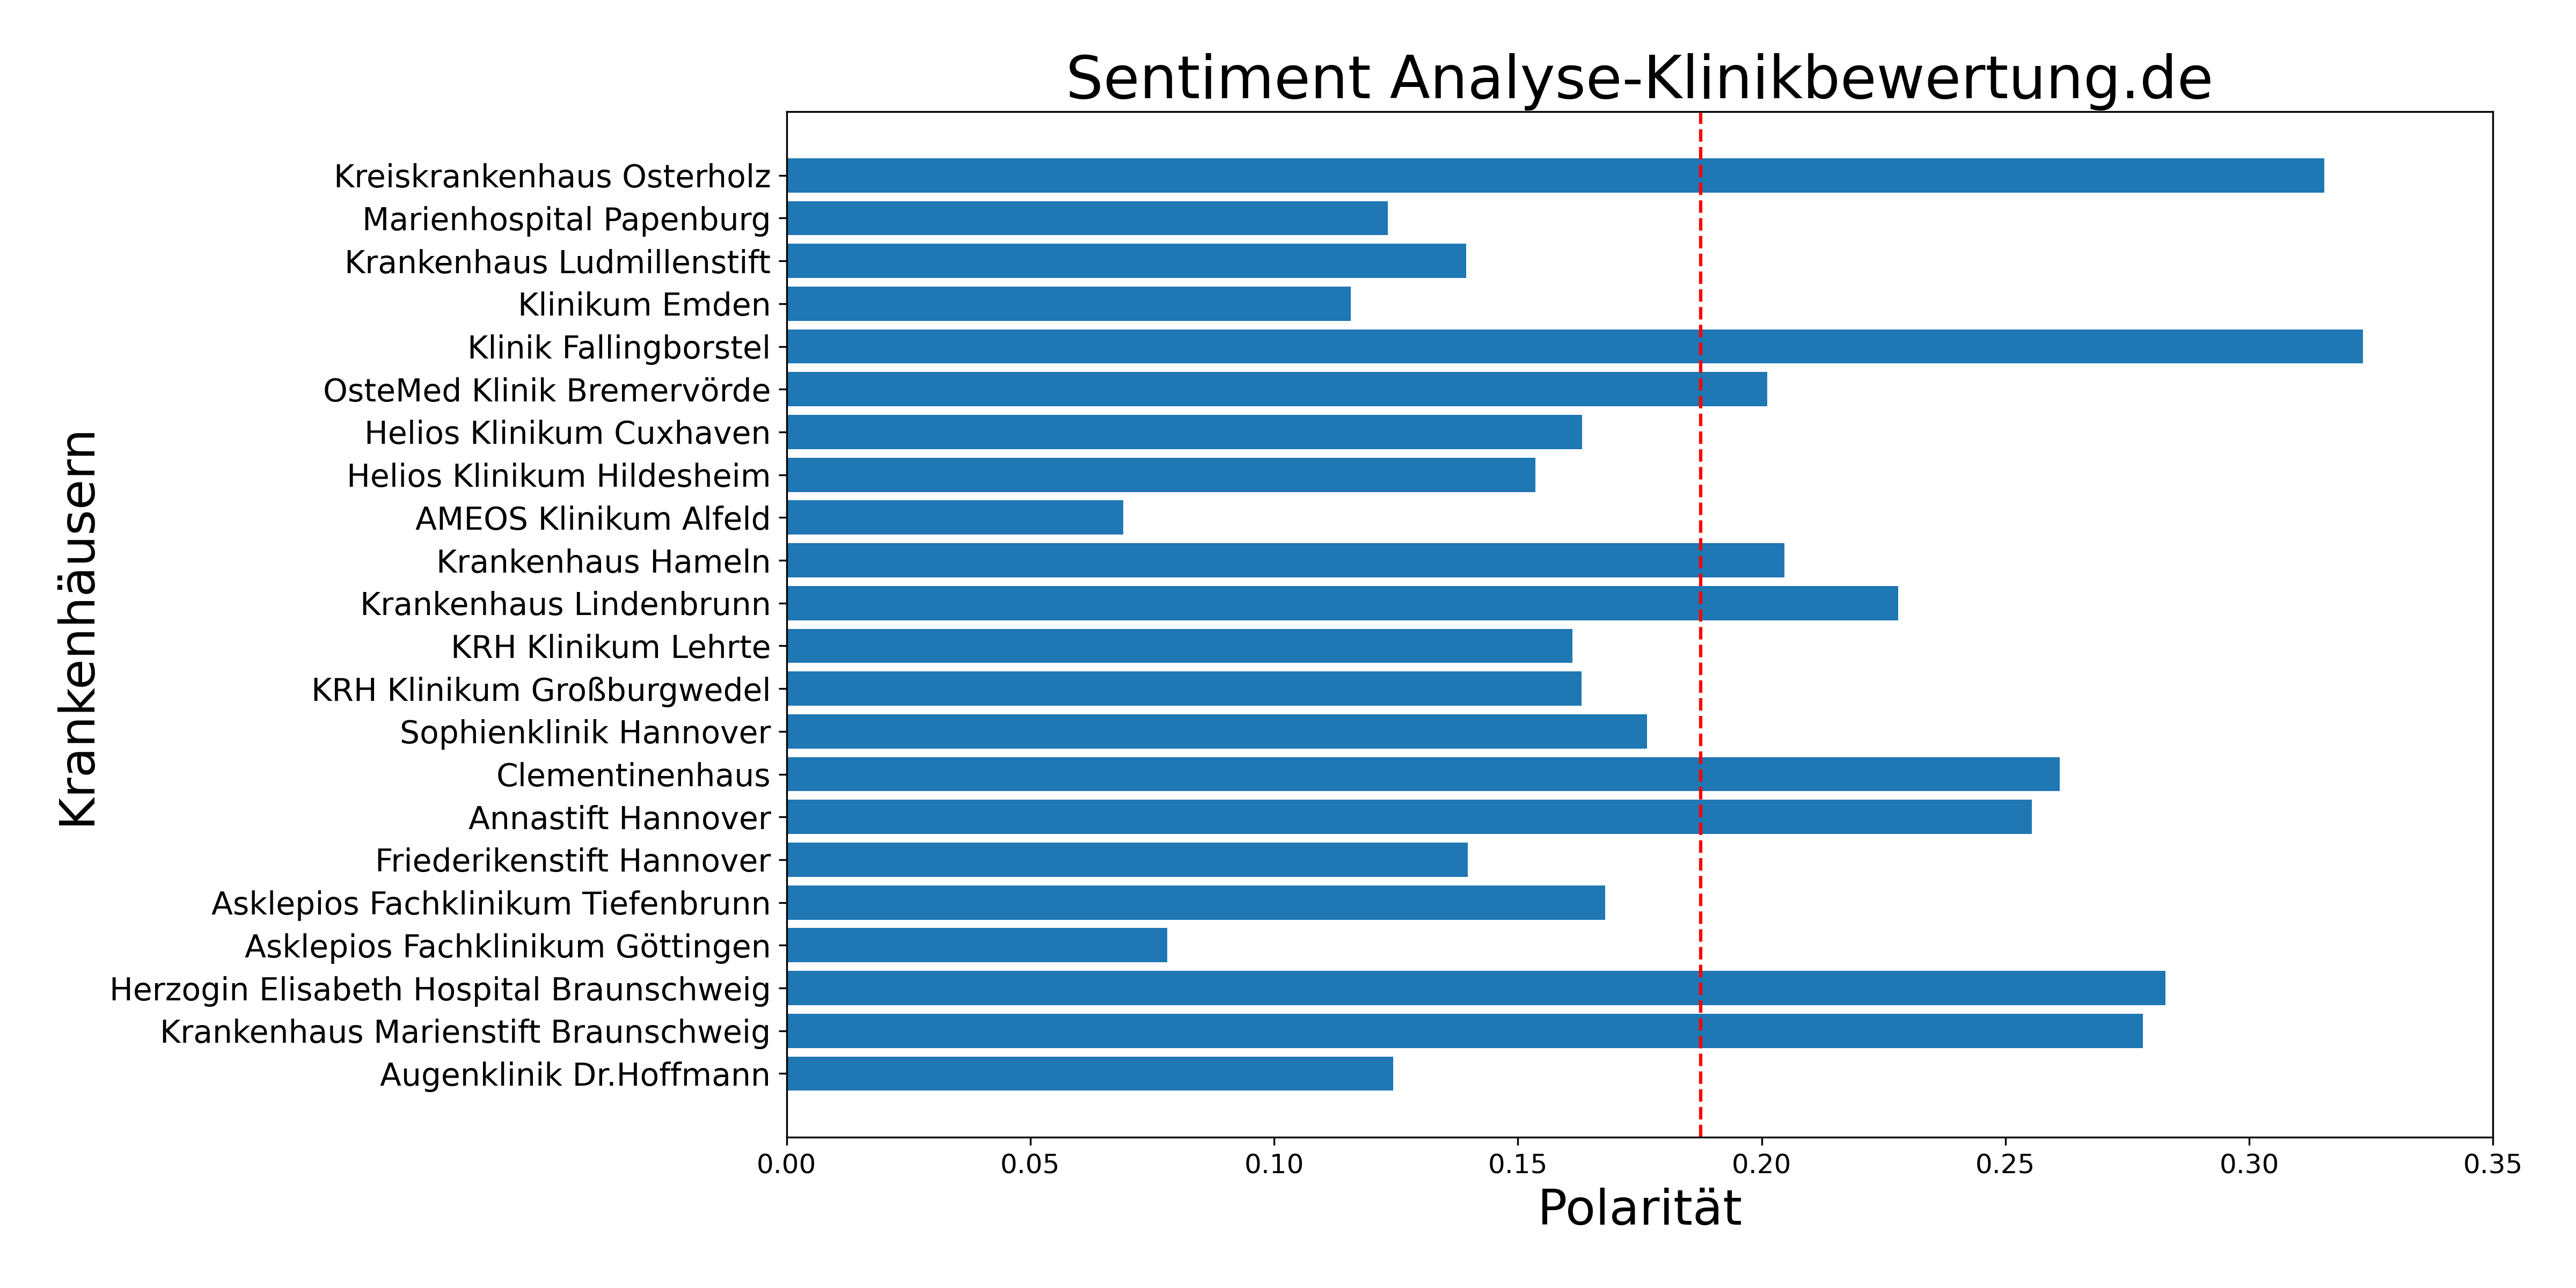 Sentiment Analyse-Klinikbewertung.de
Krankenhäusern
Kreiskrankenhaus Osterholz
Marienhospital Papenburg
Krankenhaus Ludmillenstift
Klinikum Emden
Klinik Fallingborstel
OsteMed Klinik Bremervörde
Helios Klinikum Cuxhaven
Helios Klinikum Hildesheim
AMEOS Klinikum Alfeld
Krankenhaus Hameln
Krankenhaus Lindenbrunn
KRH Klinikum Lehrte
KRH Klinikum Großburgwedel
Sophienklinik Hannover
Clementinenhaus
Annastift Hannover
Friederikenstift Hannover
Asklepios Fachklinikum Tiefenbrunn
Asklepios Fachklinikum Göttingen
Herzogin Elisabeth Hospital Braunschweig
Krankenhaus Marienstift Braunschweig
Augenklinik Dr.Hoffmann
0.00 0.05 0.10 0.15 0.20 0.25 0.30 0.35
Polarität